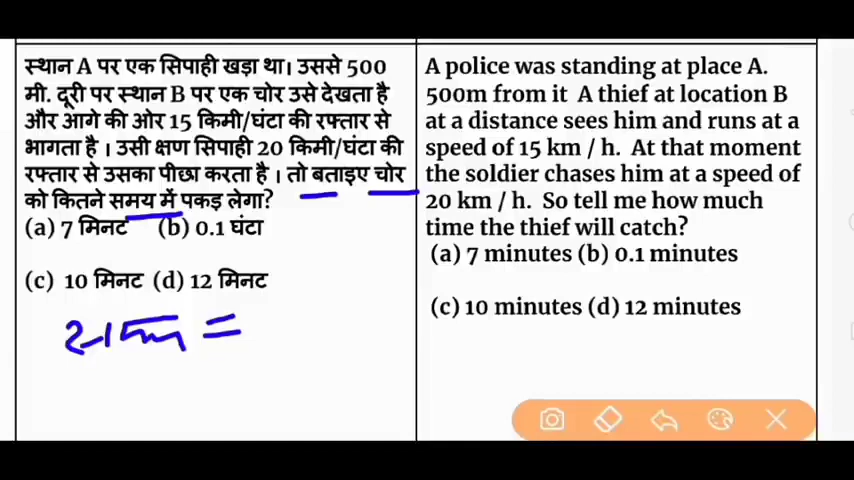 स्थान A पर एक सिपाही खड़ा था। उससे 500
मी. दूरी पर स्थान B पर एक चोर उसे देखता है
और आगे की ओर 15 किमी/घंटा की रफ्तार से
भागता है । उसी क्षण सिपाही 20 किमी/घंटा की
रफ्तार से उसका पीछा करता है । तो बताइए चोर
को कितने समय में पकड़ लेगा?
(a) 7 मिनट (b) 0.1 घंटा
(c) 10 मिनट (d) 12 मिनट
समय =
A police was standing at place A.
500m from it A thief at location B
at a distance sees him and runs at a
speed of 15 km / h. At that moment
the soldier chases him at a speed of
20 km / h. So tell me how much
time the thief will catch?
(a) 7 minutes (b) 0.1 minutes
(c) 10 minutes (d) 12 minutes